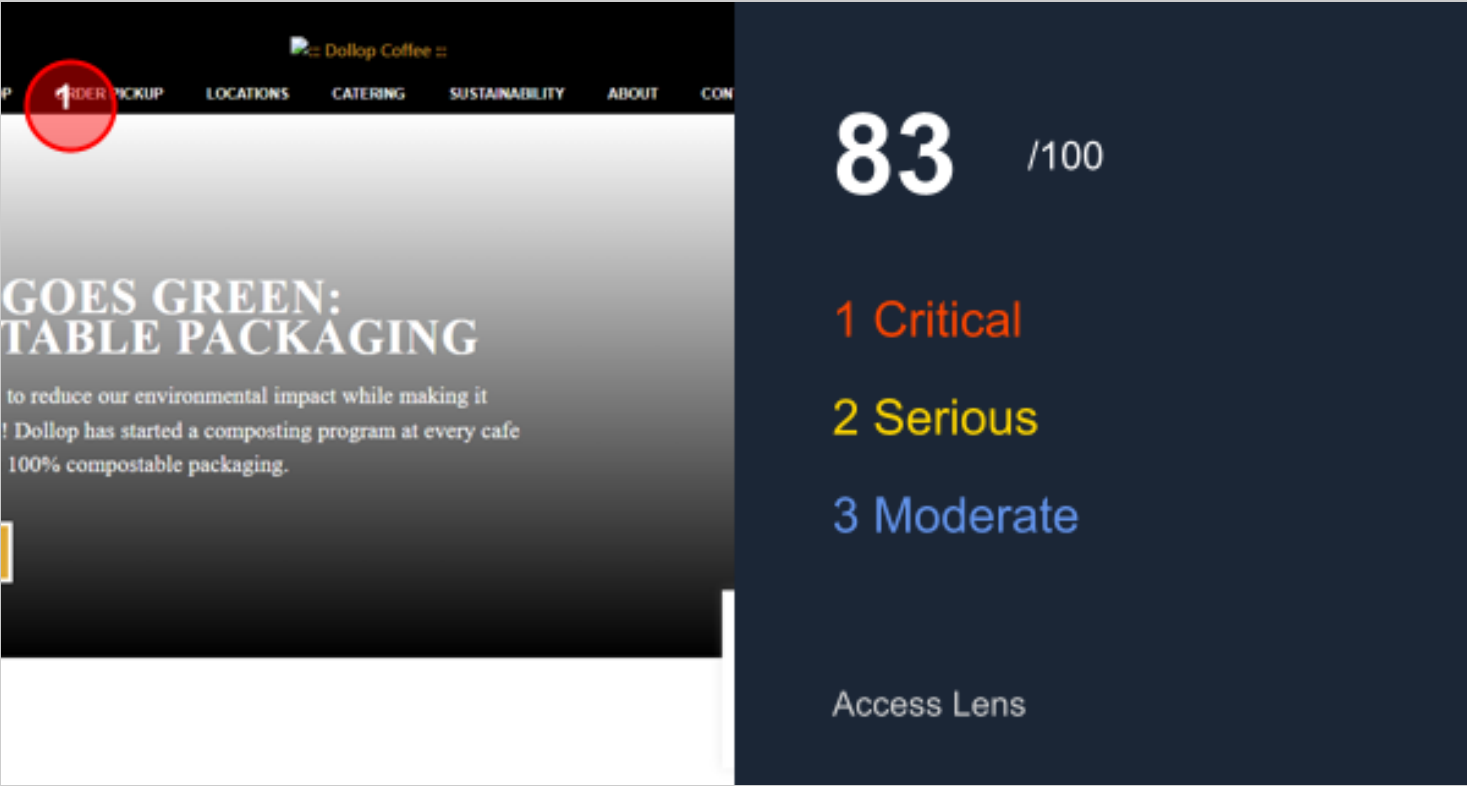 :: Dollop Coffee ::
P
1
RDER PICKUP LOCATIONS CATERING SUSTAINABILITY ABOUT CON
GOES GREEN:
TABLE PACKAGING
to reduce our environmental impact while making it
! Dollop has started a composting program at every cafe
100% compostable packaging.
83 /100
1 Critical
2 Serious
3 Moderate
Access Lens